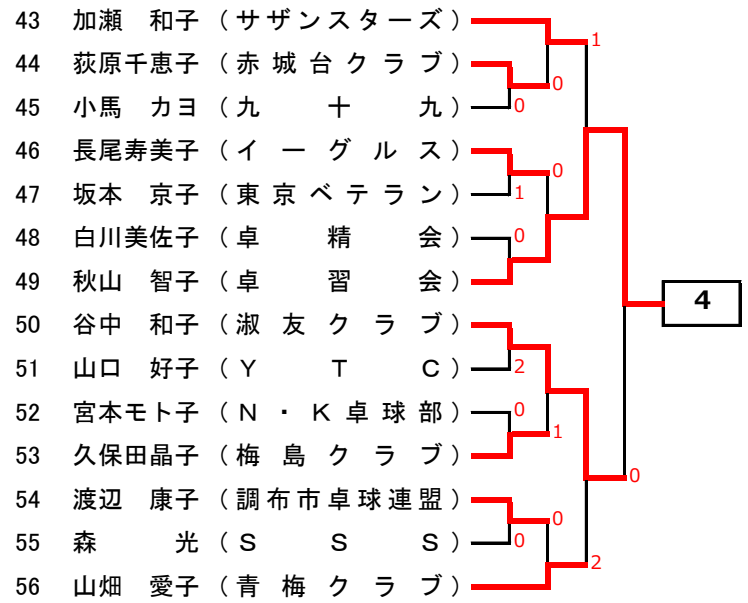 43 加瀬 和子 (サザンスターズ) 1
44 荻原千恵子 (赤城台クラブ) 0
45 小馬 カヨ (九十九) 0
46 長尾寿美子 (イーグルス) 0
47 坂本 京子 (東京ベテラン) 1
48 白川美佐子 (卓精会) 0
49 秋山 智子 (卓習会) 4
50 谷中 和子 (淑友クラブ)
51 山口 好子 (YTC) 2
52 宮本モト子 (N・K卓球部) 0
53 久保田晶子 (梅島クラブ) 1 0
54 渡辺 康子 (調布市卓球連盟) 0
55 森 光 (SSS) 0
56 山畑 愛子 (青梅クラブ) 2